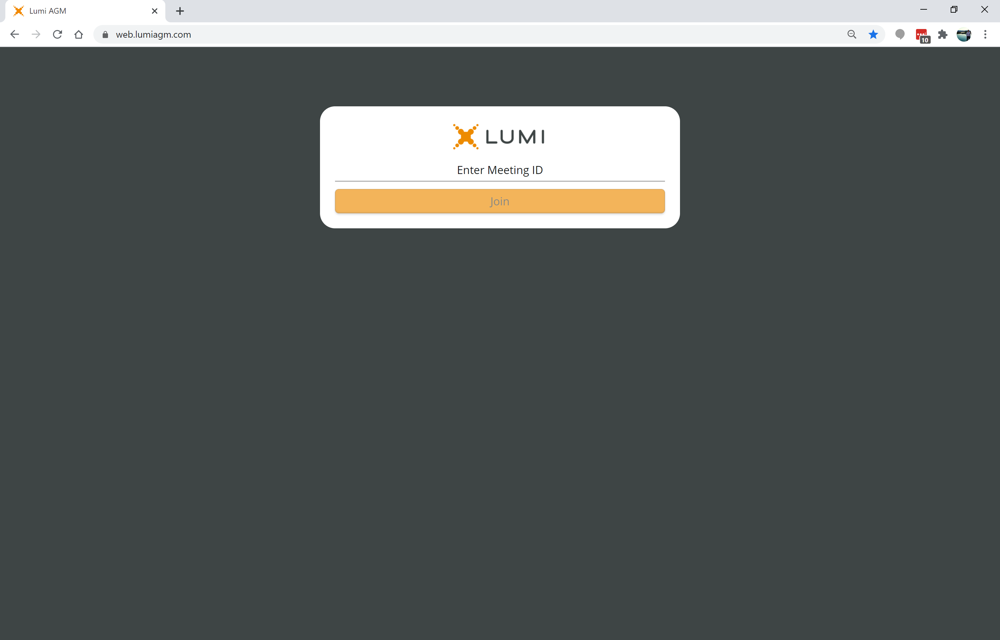 Lumi AGM
web.lumiagm.com
10
LUMI
Enter Meeting ID
Join